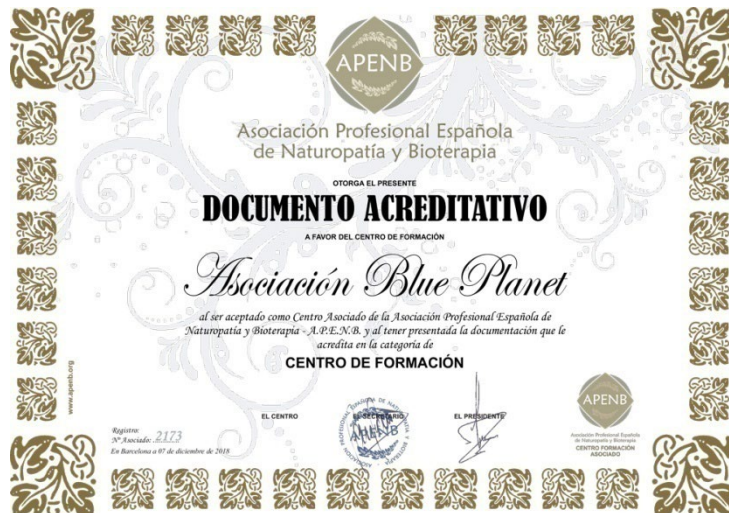 APENB
Asociación Profesional Española
de Naturopatía y Bioterapia
OTORGA EL PRESENTE
DOCUMENTO ACREDITATIVO
A FAVOR DEL CENTRO DE FORMACIÓN
Asociación Blue Planet
al ser aceptado como Centro Asociado de la Asociación Profesional Española de
Naturopatía y Bioterapia - A.P.E.N.B. y al tener presentada la documentación que le
acredita en la categoria de
CENTRO DE FORMACIÓN
www.apenb.org
EL CENTRO
EL SECRETARIO
EL PRESIDENTE
APENB
Registro:
Nº Asociado: 2173
En Barcelona a 07 de diciembre de 2018
APENB
Asociación Profesional Española
de Naturopatía y Bioterapia
CENTRO FORMACIÓN
ASOCIADO